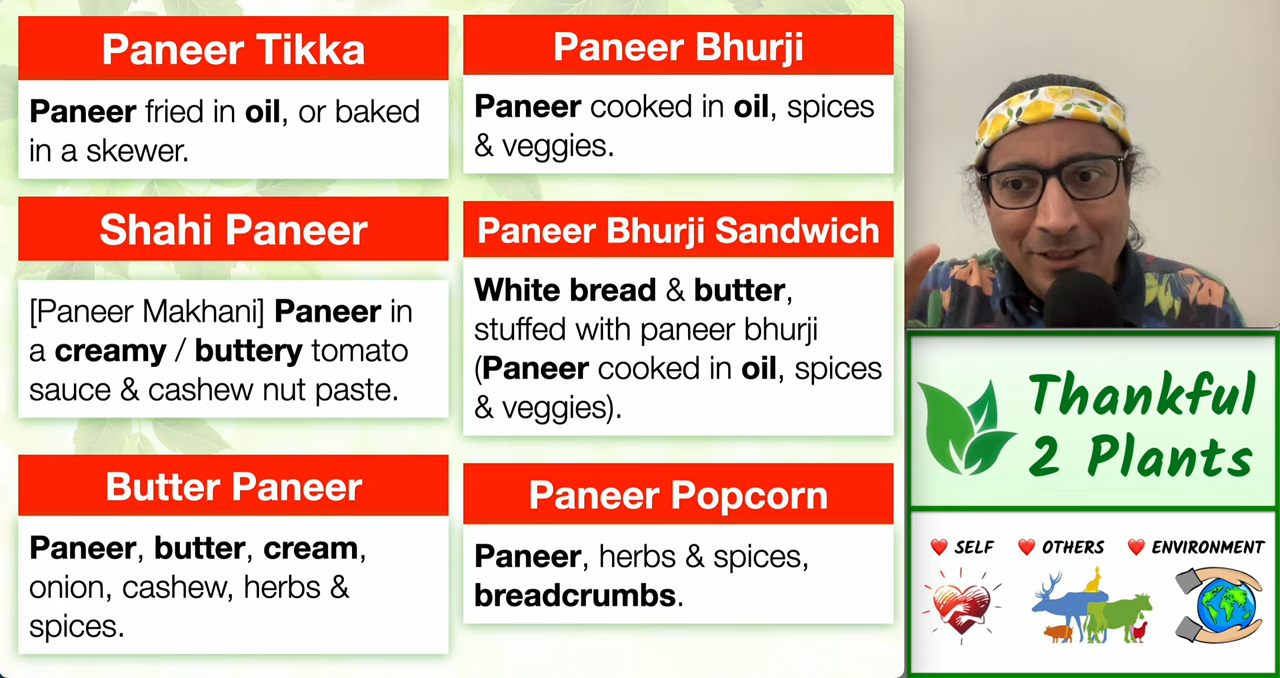 Paneer Tikka
Paneer fried in oil, or baked
in a skewer.
Shahi Paneer
[Paneer Makhani] Paneer in
a creamy / buttery tomato
sauce & cashew nut paste.
Butter Paneer
Paneer, butter, cream,
onion, cashew, herbs &
spices.
Paneer Bhurji
Paneer cooked in oil, spices
& veggies.
Paneer Bhurji Sandwich
White bread & butter,
stuffed with paneer bhurji
(Paneer cooked in oil, spices
& veggies).
Paneer Popcorn
Paneer, herbs & spices,
breadcrumbs.
Thankful
2 Plants
SELF
OTHERS
ENVIRONMENT